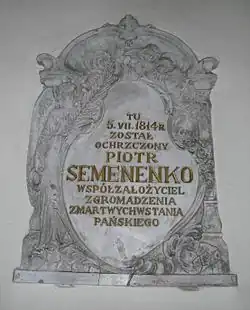 TU
5. VII. 1814 R.
ZOSTAŁ
OCHRZCZONY
PIOTR
SEMENENKO
WSPÓŁZAŁOŻYCIEL
ZGROMADZENIA
ZMARTWYCHWSTANIA
PAŃSKIEGO